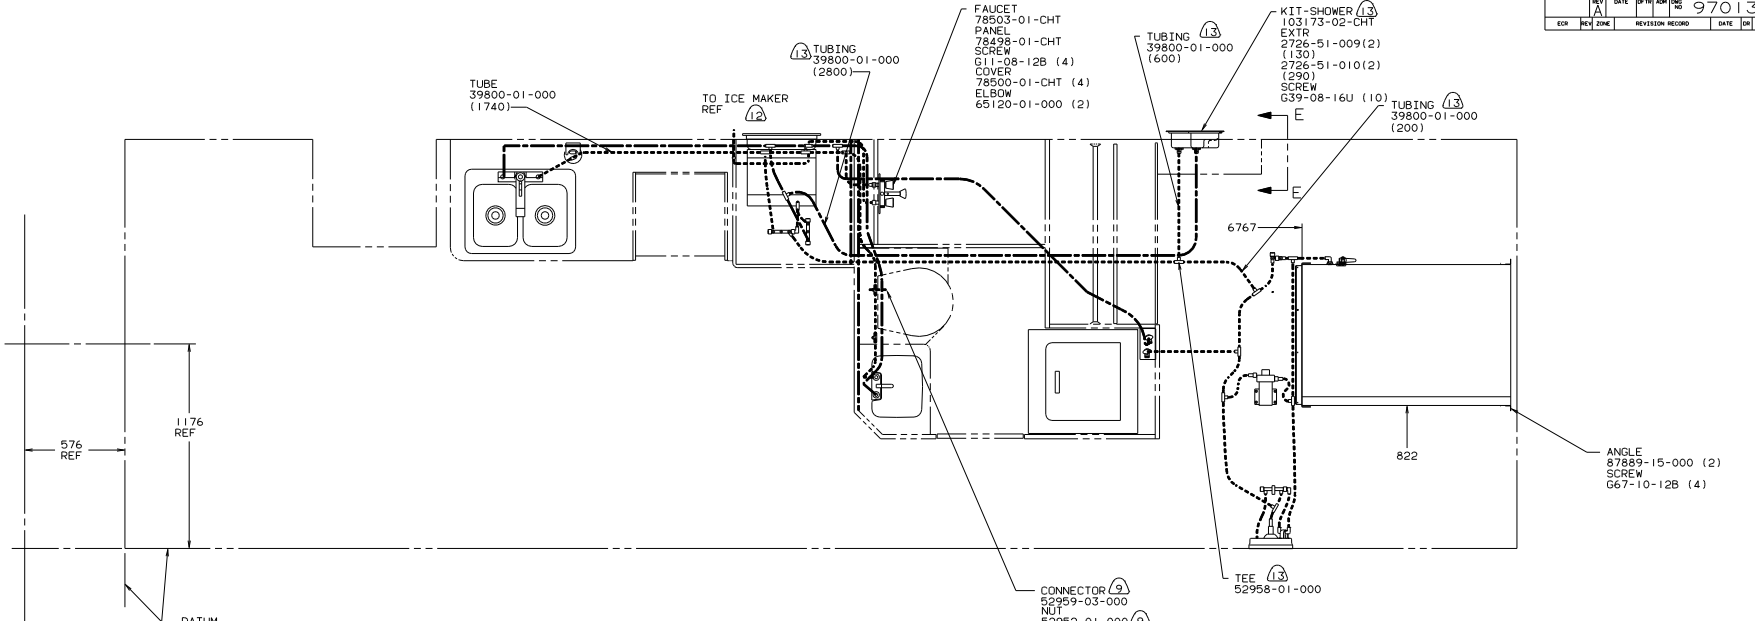 REV
A
DATE
DFTR
ADM
DWG NO
97013
ECR
REV
ZONE
REVISION RECORD
DATE
DR
FAUCET
78503-01-CHT
PANEL
78498-01-CHT
SCREW
G11-08-12B (4)
COVER
78500-01-CHT (4)
ELBOW
65120-01-000 (2)
KIT-SHOWER 13
103173-02-CHT
EXTR
2726-51-009(2)
(130)
2726-51-010(2)
(290)
SCREW
G39-08-16U (10)
TUBING 13
39800-01-000
(600)
13 TUBING
39800-01-000
(2800)
TUBE
39800-01-000
(1740)
TO ICE MAKER
REF
12
TUBING 13
39800-01-000
(200)
E
E
6767
1176
REF
576
REF
822
ANGLE
87889-15-000 (2)
SCREW
G67-10-12B (4)
TEE 13
52958-01-000
CONNECTOR 9
52959-03-000
NUT
52952-01-000 9
DATUM